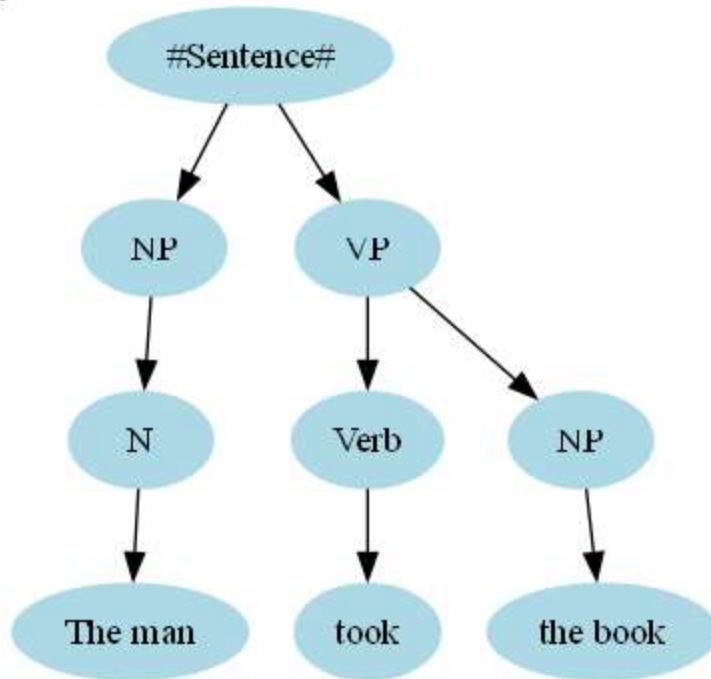 #Sentence#
NP VP
N Verb NP
The man took the book